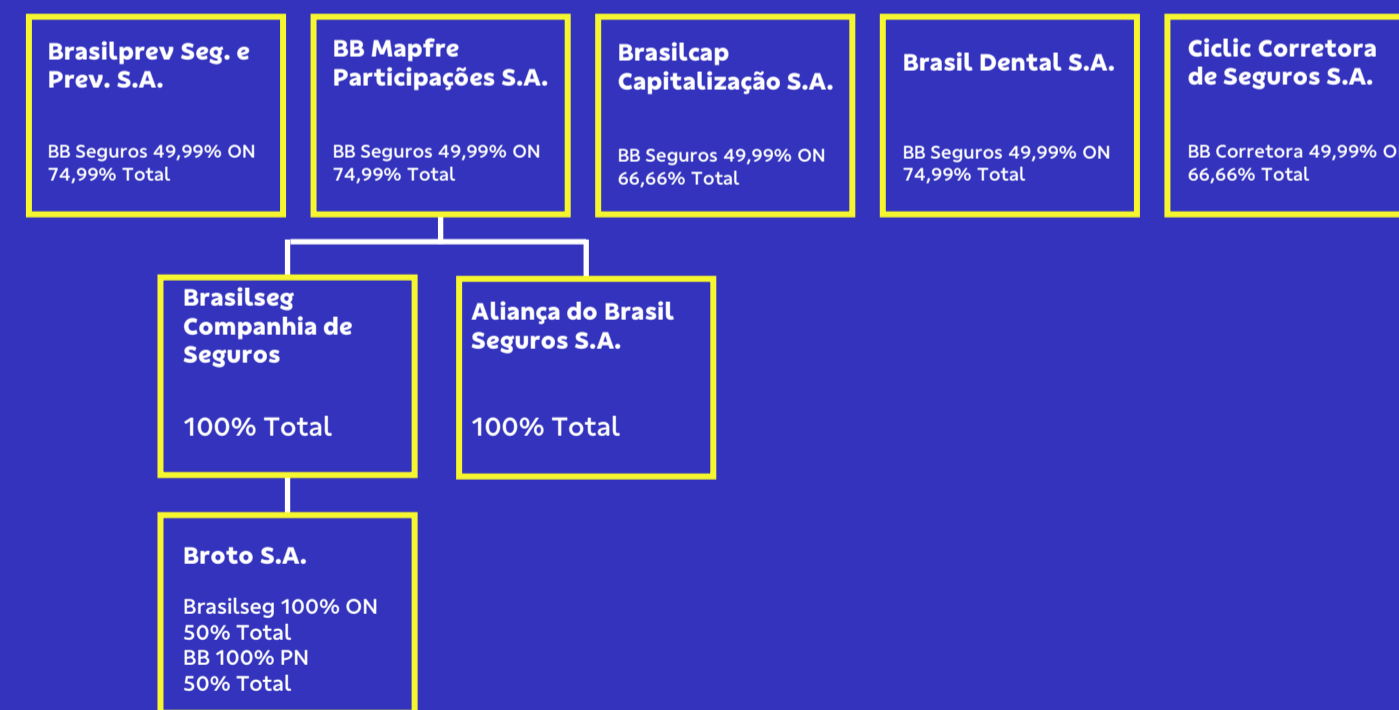 Brasilprev Seg. e
Prev. S.A.
BB Seguros 49,99% ON
74,99% Total
BB Mapfre
Participações S.A.
BB Seguros 49,99% ON
74,99% Total
Brasilcap
Capitalização S.A.
BB Seguros 49,99% ON
66,66% Total
Brasil Dental S.A.
BB Seguros 49,99% ON
74,99% Total
Ciclic Corretora
de Seguros S.A.
BB Corretora 49,99% O
66,66% Total
Brasilseg
Companhia de
Seguros
100% Total
Aliança do Brasil
Seguros S.A.
100% Total
Broto S.A.
Brasilseg 100% ON
50% Total
BB 100% PN
50% Total